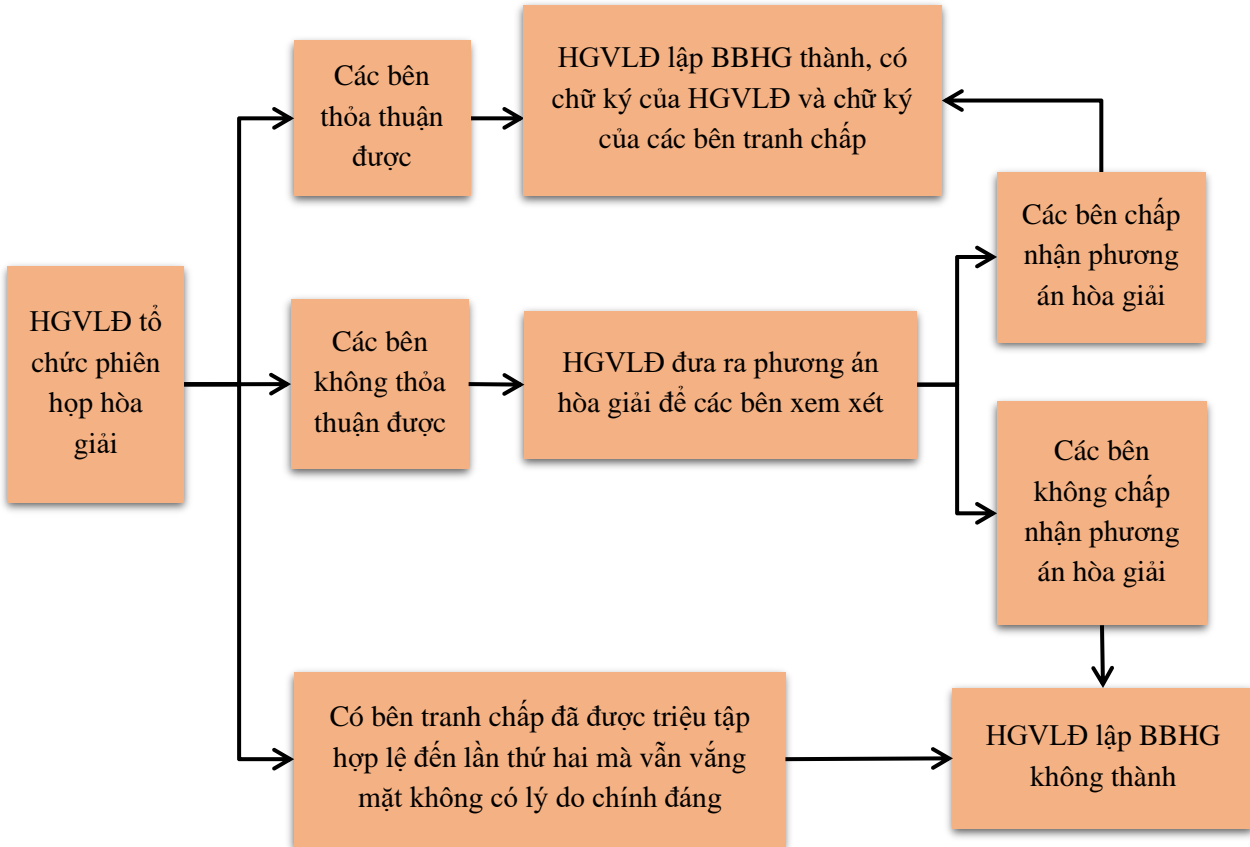 HGVLĐ tổ
chức phiên
họp hòa
giải
Các bên
thỏa thuận
được
HGVLĐ lập BBHG thành, có
chữ ký của HGVLĐ và chữ ký
của các bên tranh chấp
Các bên
không thỏa
thuận được
HGVLĐ đưa ra phương án
hòa giải để các bên xem xét
Các bên chấp
nhận phương
án hòa giải
Các bên
không chấp
nhận phương
án hòa giải
Có bên tranh chấp đã được triệu tập
hợp lệ đến lần thứ hai mà vẫn vắng
mặt không có lý do chính đáng
HGVLĐ lập BBHG
không thành